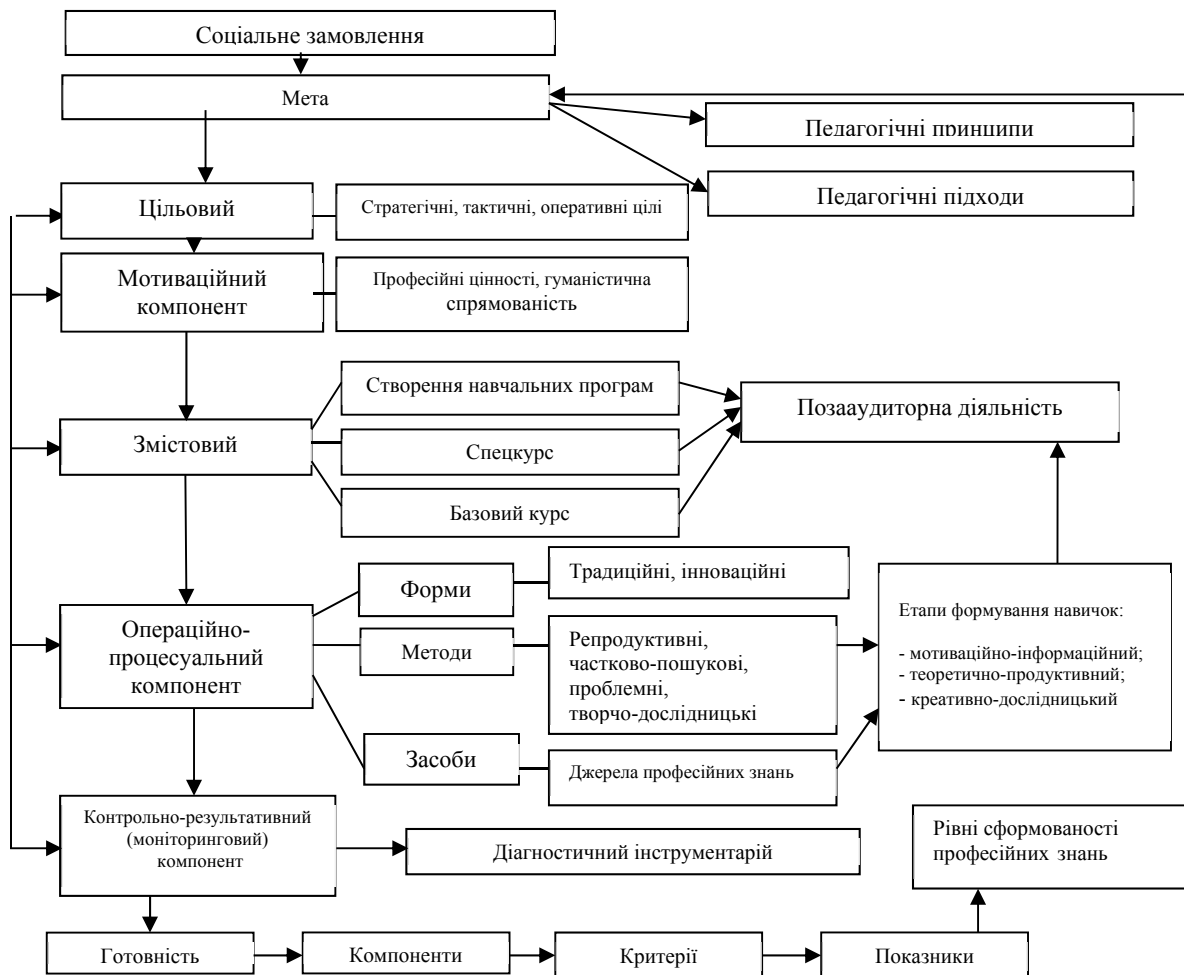 Соціальне замовлення
Мета
Педагогічні принципи
Педагогічні підходи
Цільовий
Стратегічні, тактичні, оперативні цілі
Мотиваційний
компонент
Професійні цінності, гуманістична
спрямованість
Створення навчальних програм
Позааудиторна діяльність
Змістовий
Спецкурс
Базовий курс
Форми
Традиційні, інноваційні
Операційно-
процесуальний
компонент
Методи
Репродуктивні,
частково-пошукові,
проблемні,
творчо-дослідницькі
Етапи формування навичок:
- мотиваційно-інформаційний;
- теоретично-продуктивний;
- креативно-дослідницький
Засоби
Джерела професійних знань
Контрольно-результативний
(моніторинговий)
компонент
Діагностичний інструментарій
Рівні сформованості
професійних знань
Готовність
Компоненти
Критерії
Показники